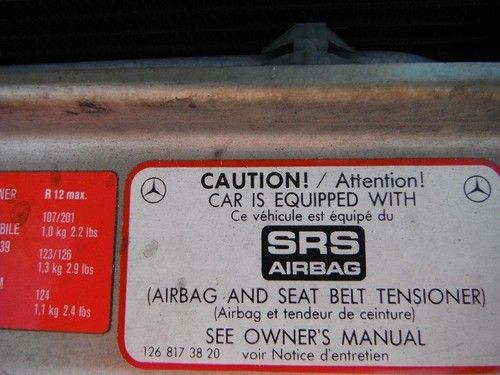 NER R 12 max.
107/201
BILE 1,0 kg 2.2 lbs
39 123/126
1,3 kg 2.9 lbs
M 124
1,1 kg 2.4 lbs
CAUTION! / Attention!
CAR IS EQUIPPED WITH
Ce véhicule est équipé du
SRS
AIRBAG
(AIRBAG AND SEAT BELT TENSIONER)
(Airbag et tendeur de ceinture)
SEE OWNER'S MANUAL
126 817 38 20 voir Notice d'entretien